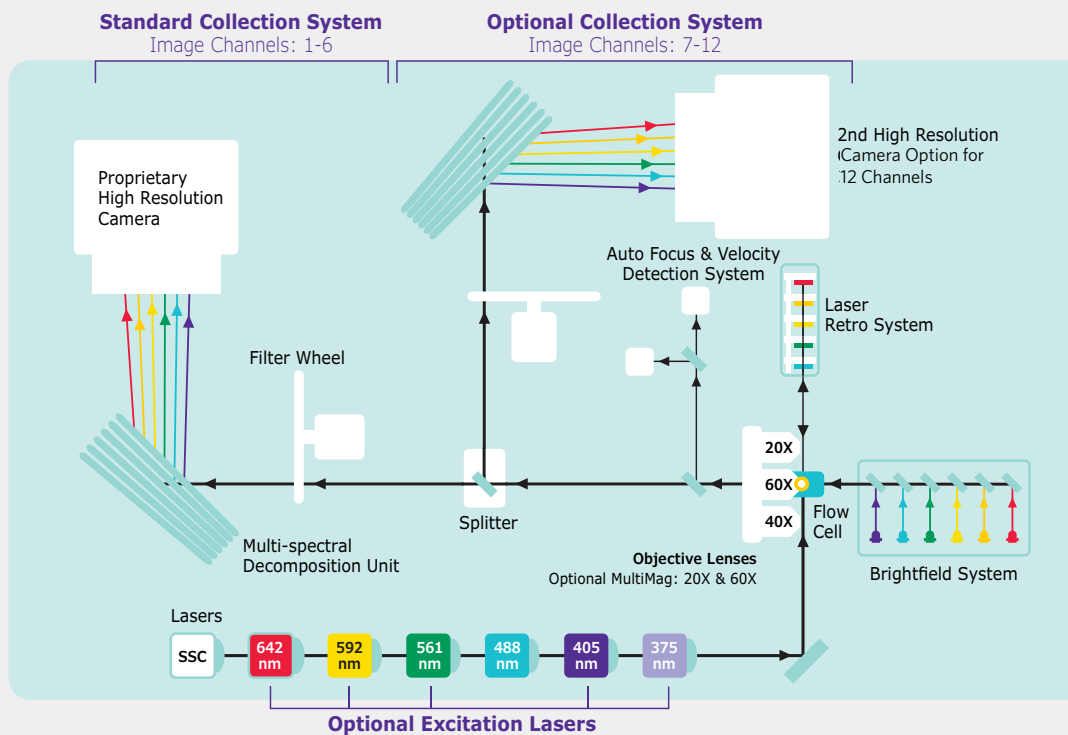 Standard Collection System
Image Channels: 1-6
Optional Collection System
Image Channels: 7-12
Proprietary
High Resolution
Camera
2nd High Resolution
Camera Option for
12 Channels
Auto Focus & Velocity
Detection System
Laser
Retro System
Filter Wheel
20X
60X
40X
Flow
Cell
Splitter
Multi-spectral
Decomposition Unit
Objective Lenses
Optional MultiMag: 20X & 60X
Brightfield System
Lasers
SSC
642
nm
592
nm
561
nm
488
nm
405
nm
375
nm
Optional Excitation Lasers